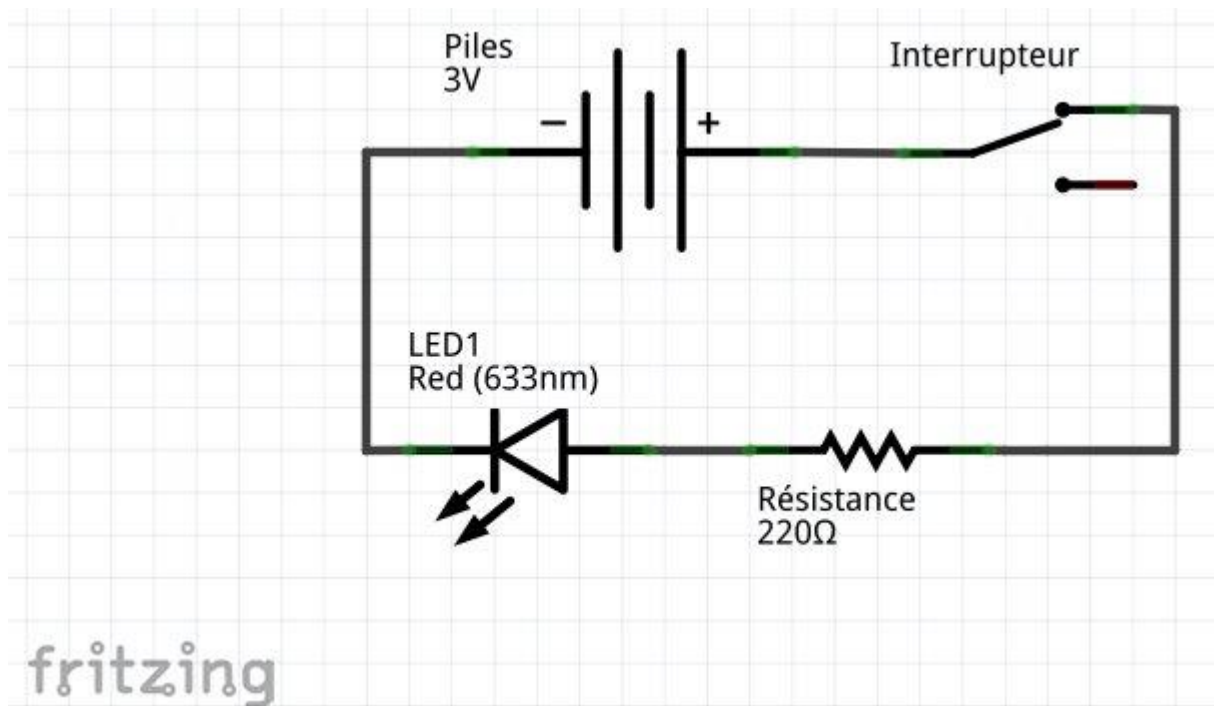 Piles
3V
Interrupteur
− +
LED1
Red (633nm)
Résistance
220Ω
fritzing